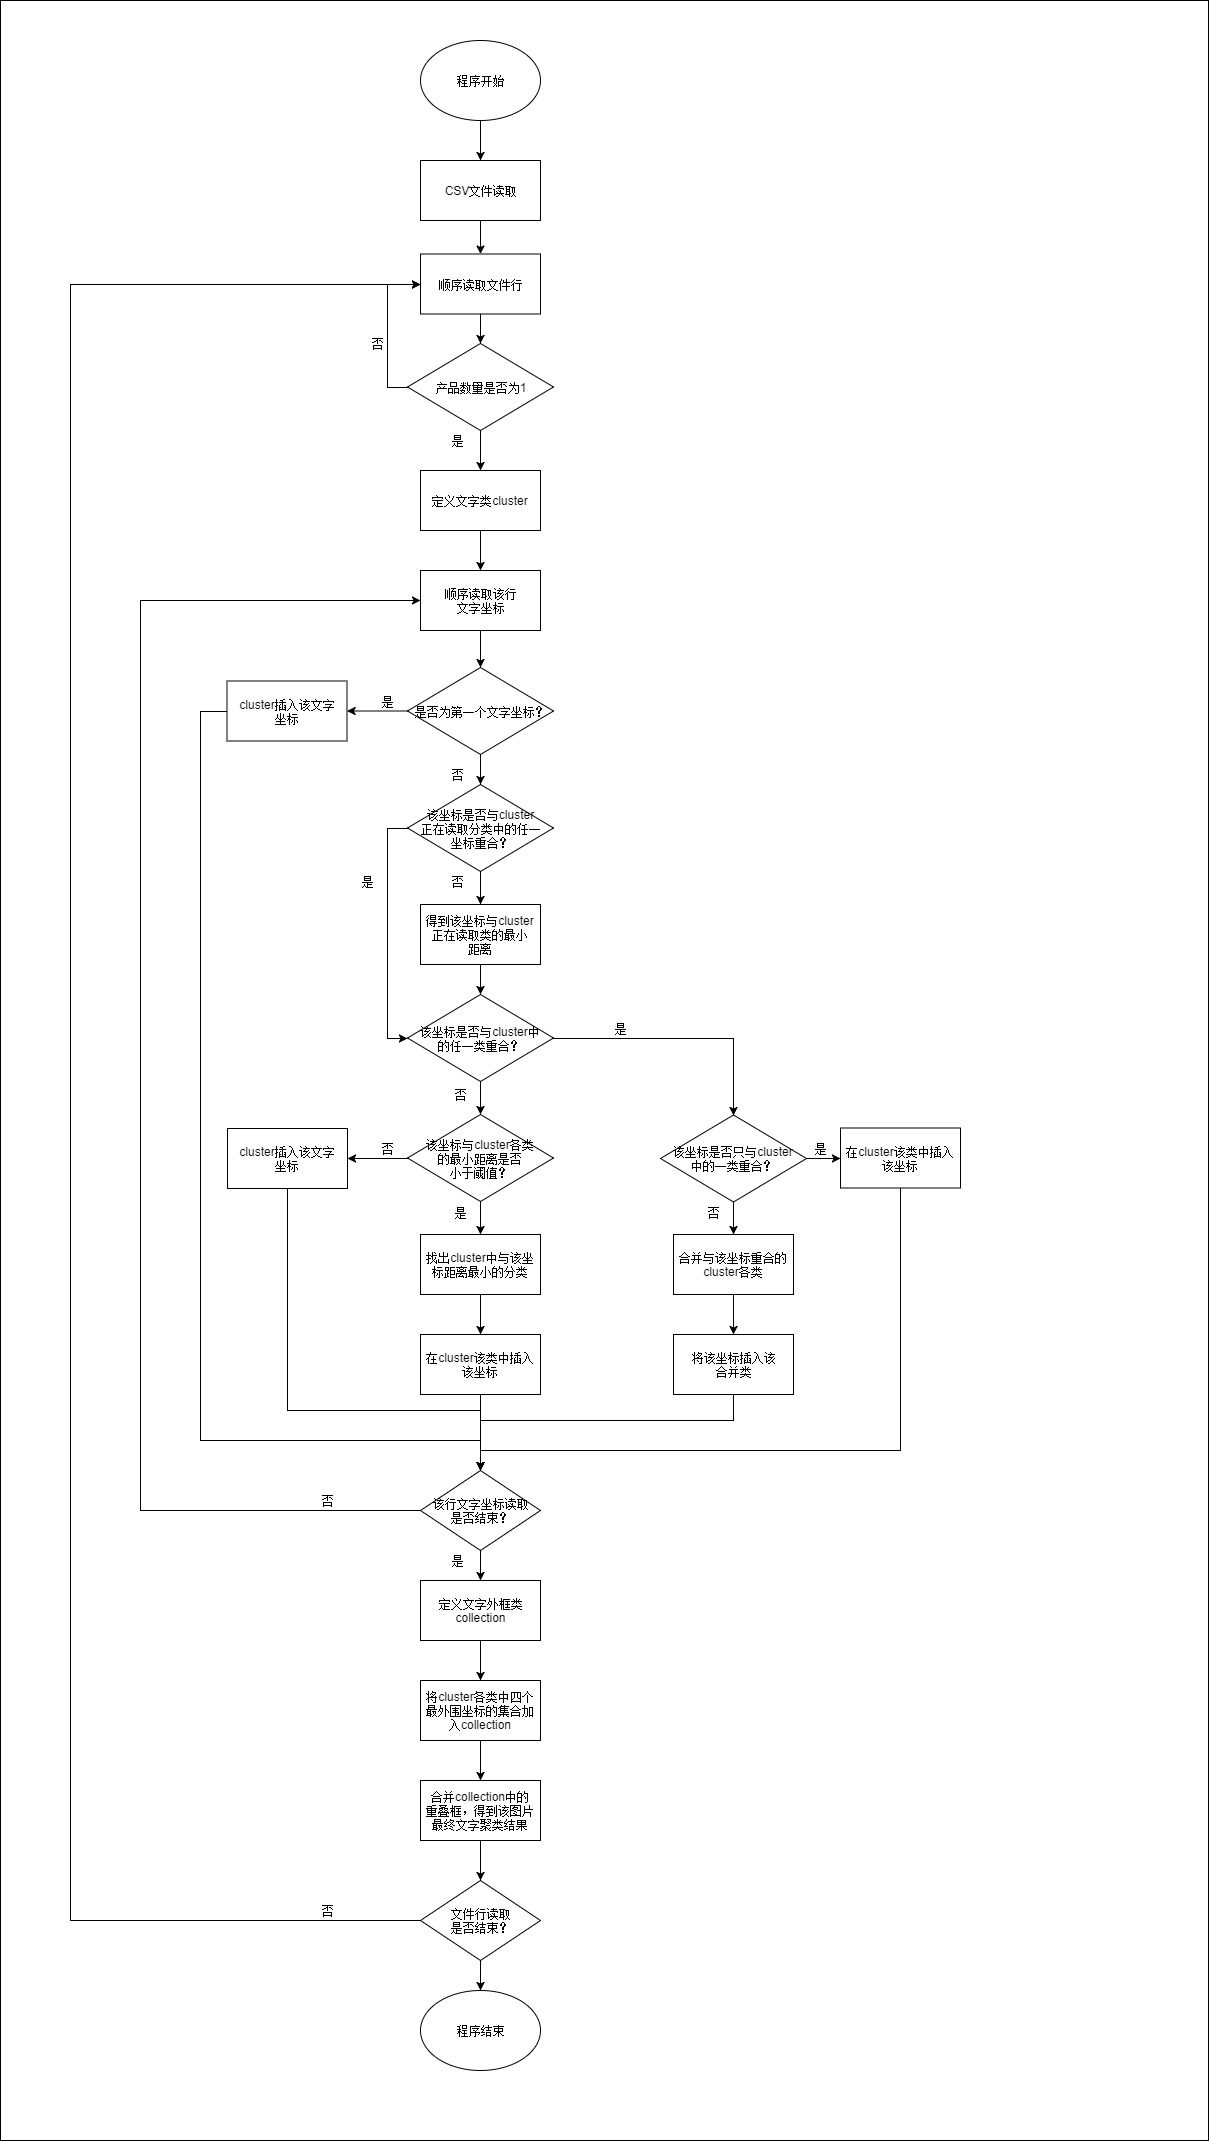 程序开始
CSV文件读取
顺序读取文件行
否
产品数量是否为1
是
定义文字类cluster
顺序读取该行
文字坐标
是否为第一个文字坐标？
是
cluster插入该文字
坐标
否
该坐标是否与cluster
正在读取分类中的任一
坐标重合？
是
否
得到该坐标与cluster
正在读取类的最小
距离
该坐标是否与cluster中
的任一类重合？
是
否
该坐标与cluster各类
的最小距离是否
小于阈值？
否
cluster插入该文字
坐标
该坐标是否只与cluster
中的一类重合？
是
在cluster该类中插入
该坐标
是
否
找出cluster中与该坐
标距离最小的分类
合并与该坐标重合的
cluster各类
在cluster该类中插入
该坐标
将该坐标插入该
合并类
该行文字坐标读取
是否结束？
否
是
定义文字外框类
collection
将cluster各类中四个
最外围坐标的集合加
入collection
合并collection中的
重叠框，得到该图片
最终文字聚类结果
文件行读取
是否结束？
否
程序结束